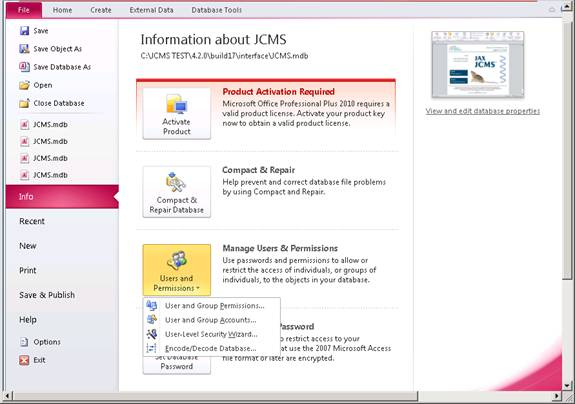 File Home Create External Data Database Tools
Save
Save Object As
Save Database As
Open
Close Database
JCMS.mdb
JCMS.mdb
JCMS.mdb
JCMS.mdb
Info
Recent
New
Print
Save & Publish
Help
Options
Exit
Information about JCMS
C:\JCMS TEST\4.2.0\build17\interface\JCMS.mdb
Activate
Product
Product Activation Required
Microsoft Office Professional Plus 2010 requires a
valid product license. Activate your product key
now to obtain a valid product license.
Compact &
Repair Database
Compact & Repair
Help prevent and correct database file problems
by using Compact and Repair.
Users and
Permissions
Manage Users & Permissions
Use passwords and permissions to allow or
restrict the access of individuals, or groups of
individuals, to the objects in your database.
User and Group Permissions...
User and Group Accounts...
User-Level Security Wizard...
Encode/Decode Database...
Set Database
Password
Password
restrict access to your
at use the 2007 Microsoft Access
file format or later are encrypted.
JAX
JCMS
View and edit database properties